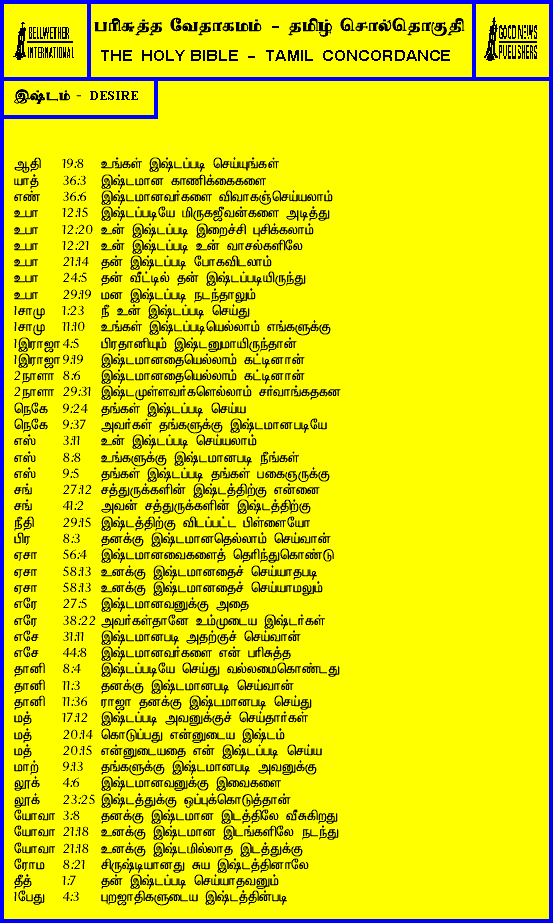 BELLWETHER INTERNATIONAL
பரிசுத்த வேதாகமம் - தமிழ் சொல்தொகுதி
THE HOLY BIBLE - TAMIL CONCORDANCE
GOOD NEWS PUBLISHERS
இஷ்டம் - DESIRE
ஆதி 19:8 உங்கள் இஷ்டப்படி செய்யுங்கள்
யாத் 36:3 இஷ்டமான காணிக்கைகளை
எண் 36:6 இஷ்டமானவர்களை விவாகஞ்செய்யலாம்
உபா 12:15 இஷ்டப்படியே மிருகஜீவன்களை அடித்து
உபா 12:20 உன் இஷ்டப்படி இறைச்சி புசிக்கலாம்
உபா 12:21 உன் இஷ்டப்படி உன் வாசல்களிலே
உபா 21:14 தன் இஷ்டப்படி போகவிடலாம்
உபா 24:5 தன் வீட்டில் தன் இஷ்டப்படியிருந்து
உபா 29:19 மன இஷ்டப்படி நடந்தாலும்
1சாமு 1:23 நீ உன் இஷ்டப்படி செய்து
1சாமு 11:10 உங்கள் இஷ்டப்படியெல்லாம் எங்களுக்கு
1இராஜா 4:5 பிரதானியும் இஷ்டனுமாயிருந்தான்
1இராஜா 9:19 இஷ்டமானதையெல்லாம் கட்டினான்
2நாளா 8:6 இஷ்டமானதையெல்லாம் கட்டினான்
2நாளா 29:31 இஷ்டமுள்ளவர்களெல்லாம் சர்வாங்கதகன
நெகே 9:24 தங்கள் இஷ்டப்படி செய்ய
நெகே 9:37 அவர்கள் தங்களுக்கு இஷ்டமானபடியே
எஸ் 3:11 உன் இஷ்டப்படி செய்யலாம்
எஸ் 8:8 உங்களுக்கு இஷ்டமானபடி நீங்கள்
எஸ் 9:5 தங்கள் இஷ்டப்படி தங்கள் பகைஞருக்கு
சங் 27:12 சத்துருக்களின் இஷ்டத்திற்கு என்னை
சங் 41:2 அவன் சத்துருக்களின் இஷ்டத்திற்கு
நீதி 29:15 இஷ்டத்திற்கு விடப்பட்ட பிள்ளையோ
பிர 8:3 தனக்கு இஷ்டமானதெல்லாம் செய்வான்
ஏசா 56:4 இஷ்டமானவைகளைத் தெரிந்துகொண்டு
ஏசா 58:13 உனக்கு இஷ்டமானதைச் செய்யாதபடி
ஏசா 58:13 உனக்கு இஷ்டமானதைச் செய்யாமலும்
எரே 27:5 இஷ்டமானவனுக்கு அதை
எரே 38:22 அவர்கள்தானே உம்முடைய இஷ்டர்கள்
எசே 31:11 இஷ்டமானபடி அதற்குச் செய்வான்
எசே 44:8 இஷ்டமானவர்களை என் பரிசுத்த
தானி 8:4 இஷ்டப்படியே செய்து வல்லமைகொண்டது
தானி 11:3 தனக்கு இஷ்டமானபடி செய்வான்
தானி 11:36 ராஜா தனக்கு இஷ்டமானபடி செய்து
மத் 17:12 இஷ்டப்படி அவனுக்குச் செய்தார்கள்
மத் 20:14 கொடுப்பது என்னுடைய இஷ்டம்
மத் 20:15 என்னுடையதை என் இஷ்டப்படி செய்ய
மாற் 9:13 தங்களுக்கு இஷ்டமானபடி அவனுக்கு
லூக் 4:6 இஷ்டமானவனுக்கு இவைகளை
லூக் 23:25 இஷ்டத்துக்கு ஒப்புக்கொடுத்தான்
யோவா 3:8 தனக்கு இஷ்டமான இடத்திலே வீசுகிறது
யோவா 21:18 உனக்கு இஷ்டமான இடங்களிலே நடந்து
யோவா 21:18 உனக்கு இஷ்டமில்லாத இடத்துக்கு
ரோம 8:21 சிருஷ்டியானது சுய இஷ்டத்தினாலே
தீத் 1:7 தன் இஷ்டப்படி செய்யாதவனும்
1பேது 4:3 புறஜாதிகளுடைய இஷ்டத்தின்படி